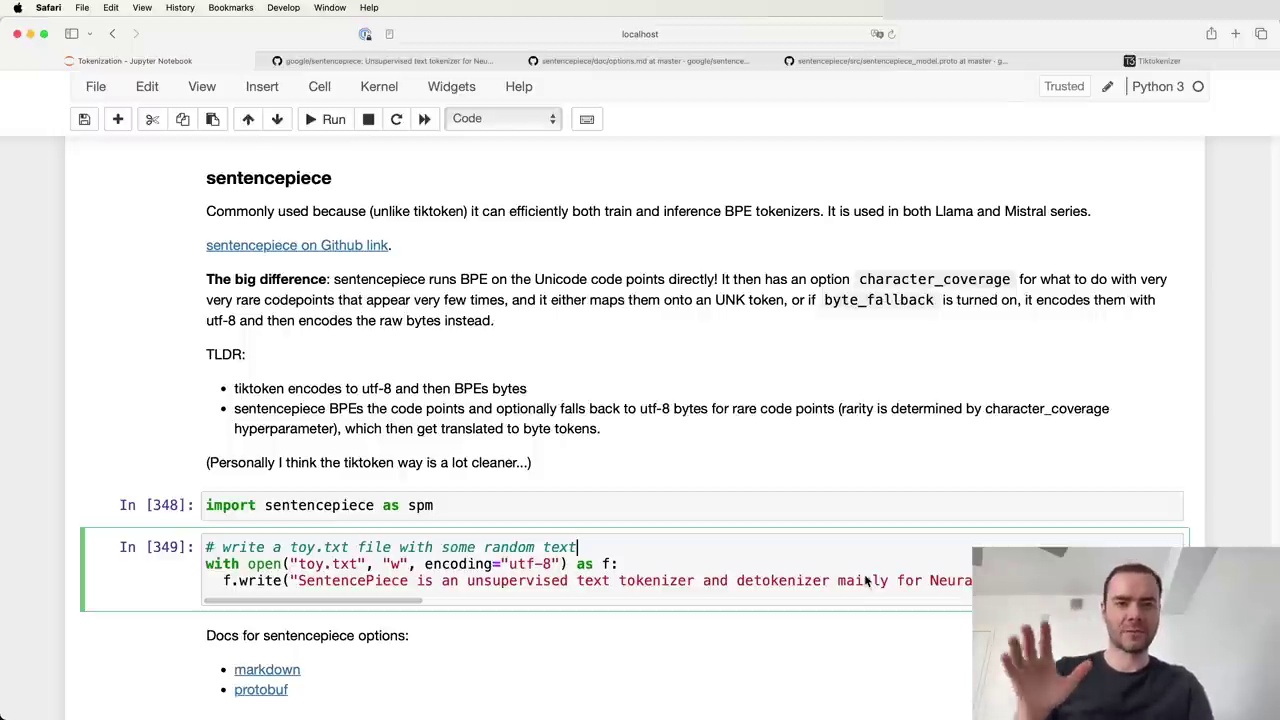 Safari File Edit View History Bookmarks Develop Window Help
localhost
Tokenization - Jupyter Notebook
google/sentencepiece: Unsupervised text tokenizer for Neu...
sentencepiece/doc/options.md at master · google/sentence...
sentencepiece/src/sentencepiece_model.proto at master · g...
T3 Tiktokenizer
File Edit View Insert Cell Kernel Widgets Help
Trusted Python 3
Run Code
sentencepiece
Commonly used because (unlike tiktoken) it can efficiently both train and inference BPE tokenizers. It is used in both Llama and Mistral series.
sentencepiece on Github link.
The big difference: sentencepiece runs BPE on the Unicode code points directly! It then has an option character_coverage for what to do with very
very rare codepoints that appear very few times, and it either maps them onto an UNK token, or if byte_fallback is turned on, it encodes them with
utf-8 and then encodes the raw bytes instead.
TLDR:
• tiktoken encodes to utf-8 and then BPEs bytes
• sentencepiece BPEs the code points and optionally falls back to utf-8 bytes for rare code points (rarity is determined by character_coverage
hyperparameter), which then get translated to byte tokens.
(Personally I think the tiktoken way is a lot cleaner...)
In [348]: import sentencepiece as spm
In [349]: # write a toy.txt file with some random text
with open("toy.txt", "w", encoding="utf-8") as f:
f.write("SentencePiece is an unsupervised text tokenizer and detokenizer mainly for Neura
Docs for sentencepiece options:
• markdown
• protobuf